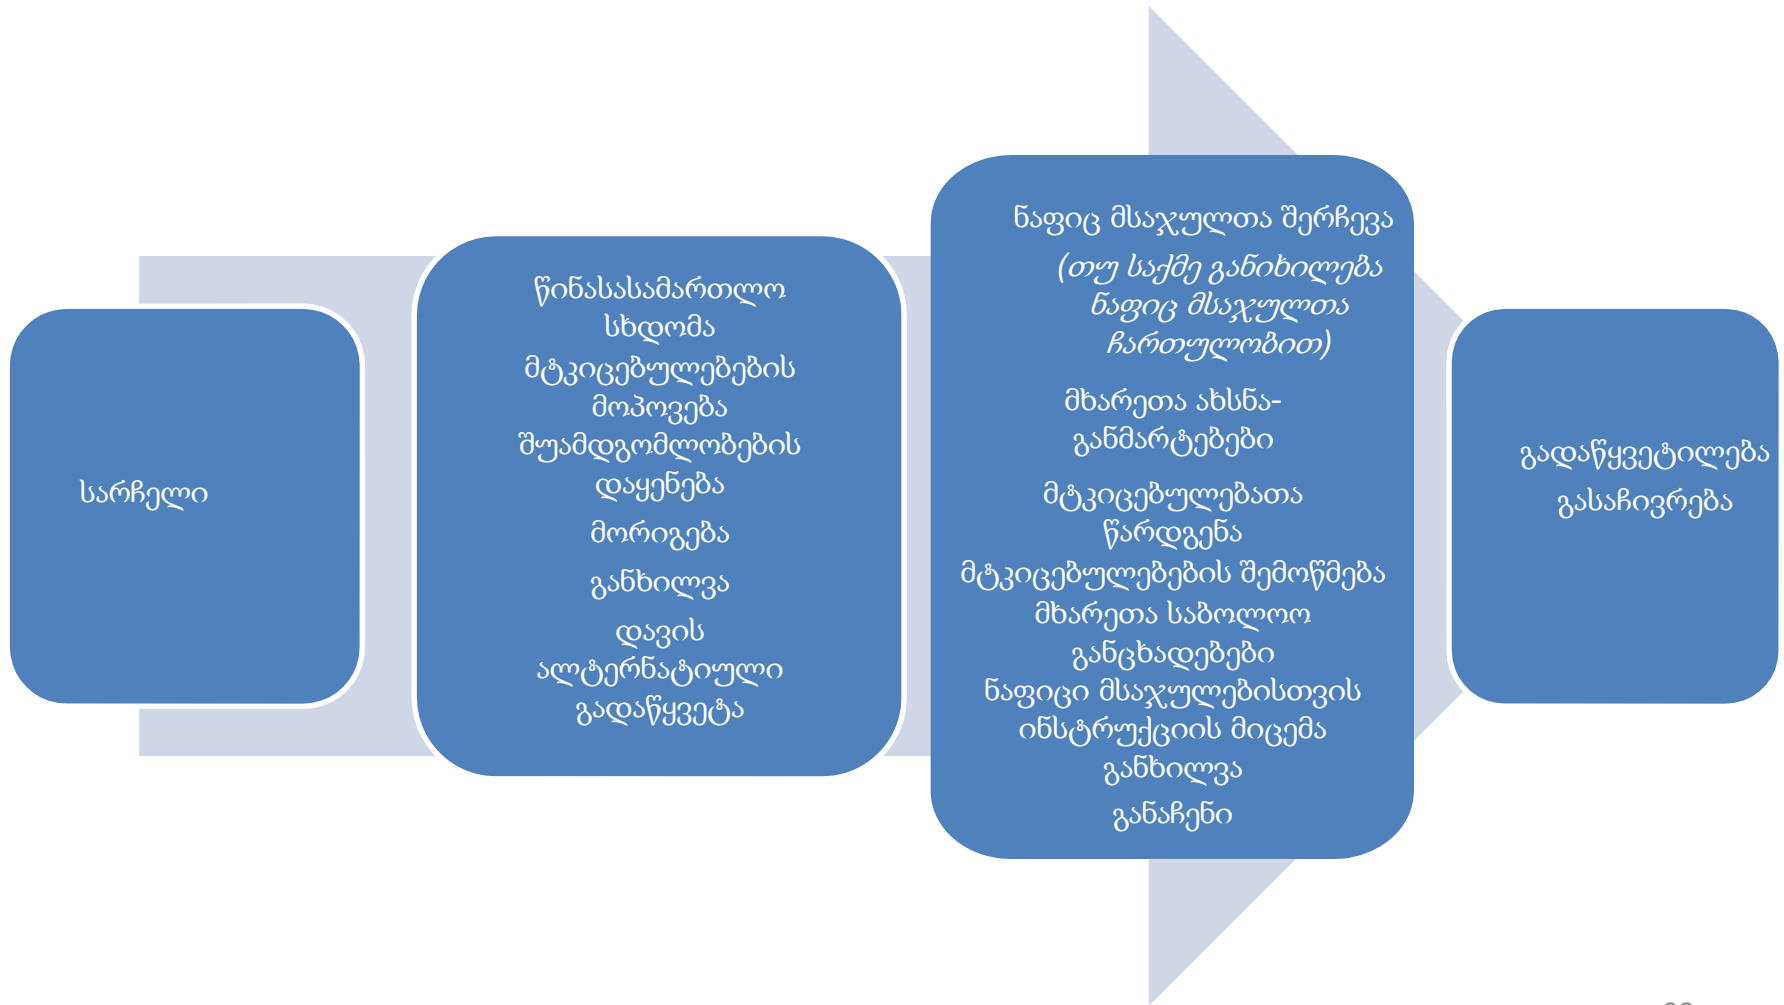 სარჩელი
წინასასამართლო
სხდომა
მტკიცებულებების
მოპოვება
შუამდგომლობების
დაყენება
მორიგება
განხილვა
დავის
ალტერნატიული
გადაწყვეტა
ნაფიც მსაჯულთა შერჩევა
(თუ საქმე განიხილება
ნაფიც მსაჯულთა
ჩართულობით)
მხარეთა ახსნა-
განმარტებები
მტკიცებულებათა
წარდგენა
მტკიცებულებების შემოწმება
მხარეთა საბოლოო
განცხადებები
ნაფიცი მსაჯულებისთვის
ინსტრუქციის მიცემა
განხილვა
განაჩენი
გადაწყვეტილება
გასაჩივრება